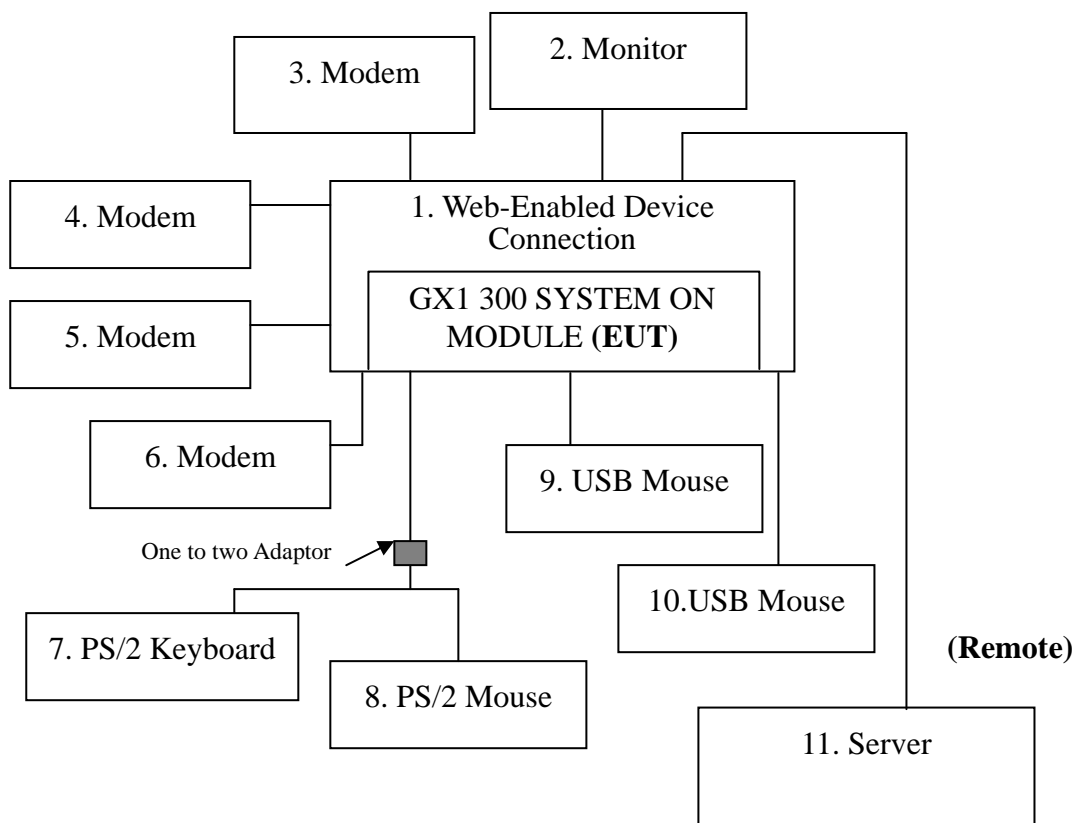 2. Monitor
3. Modem
4. Modem
1. Web-Enabled Device
Connection
GX1 300 SYSTEM ON
MODULE (EUT)
5. Modem
6. Modem
9. USB Mouse
One to two Adaptor
10.USB Mouse
7. PS/2 Keyboard
(Remote)
8. PS/2 Mouse
11. Server